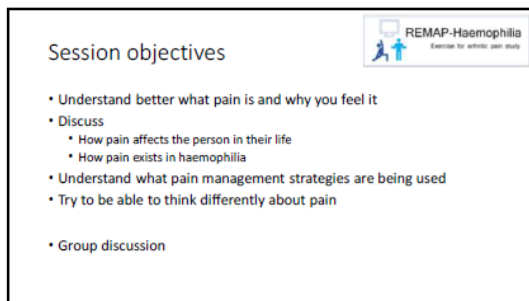 REMAP-Haemophilia
Exercise for arthritic pain study
Session objectives
• Understand better what pain is and why you feel it
• Discuss
• How pain affects the person in their life
• How pain exists in haemophilia
• Understand what pain management strategies are being used
• Try to be able to think differently about pain
• Group discussion